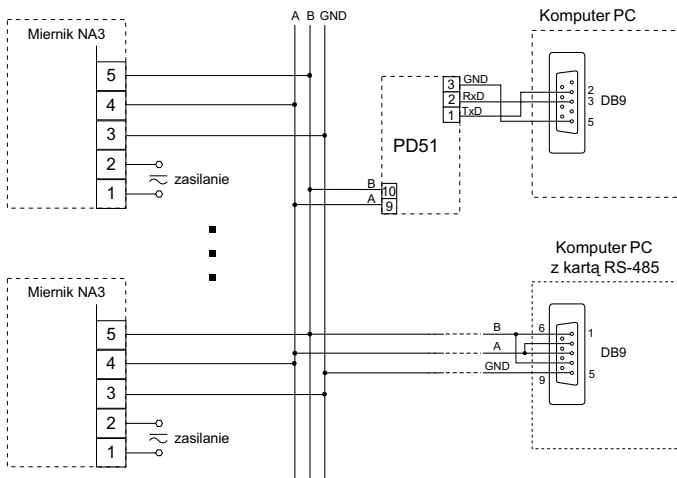 A B GND
Komputer PC
Miernik NA3
5
4
3
2
1
zasilanie
3 GND
2 RxD
1 TxD
PD51
B 10
A 9
2
3
5
DB9
Komputer PC
z kartą RS-485
Miernik NA3
5
4
3
2
1
zasilanie
B
A
GND
6
9
1
5
DB9